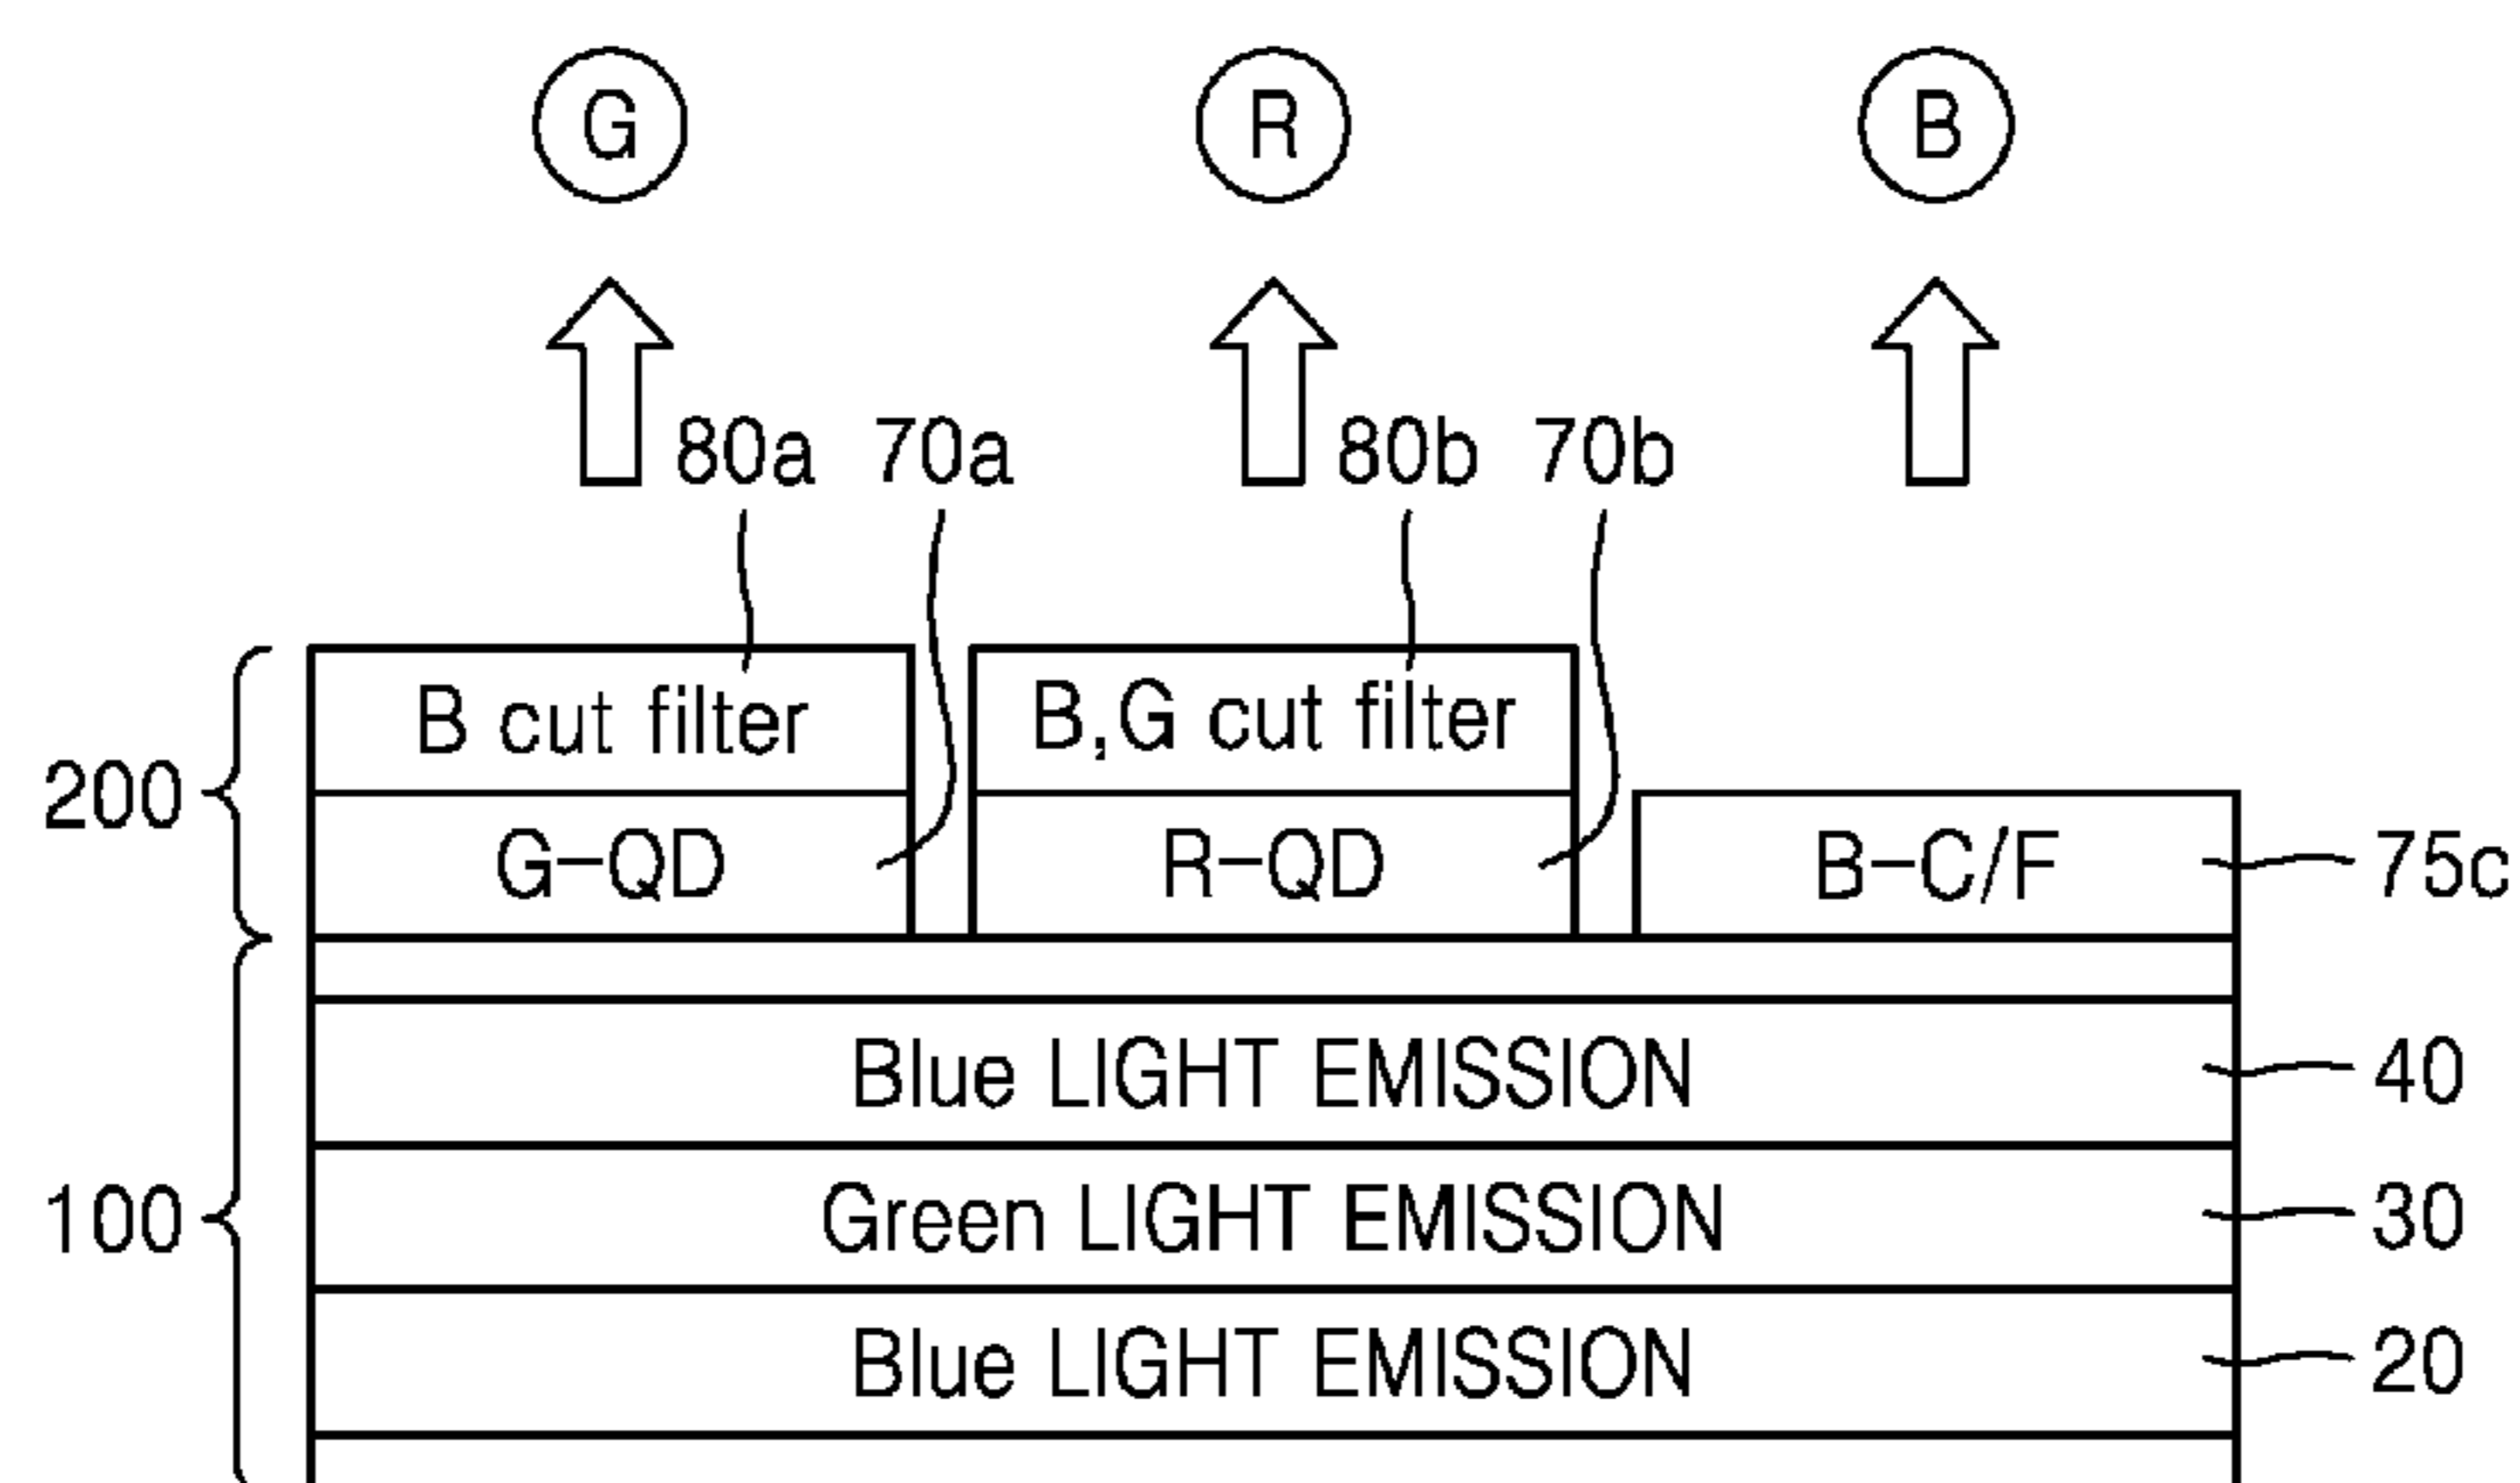 G R B
80a 70a 80b 70b
B cut filter B,G cut filter
200
G-QD R-QD B-C/F 75c
Blue LIGHT EMISSION 40
100 Green LIGHT EMISSION 30
Blue LIGHT EMISSION 20